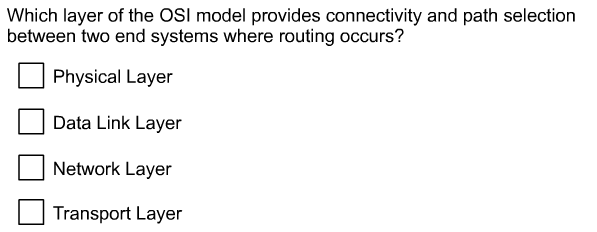 Which layer of the OSI model provides connectivity and path selection
between two end systems where routing occurs?
Physical Layer
Data Link Layer
Network Layer
Transport Layer